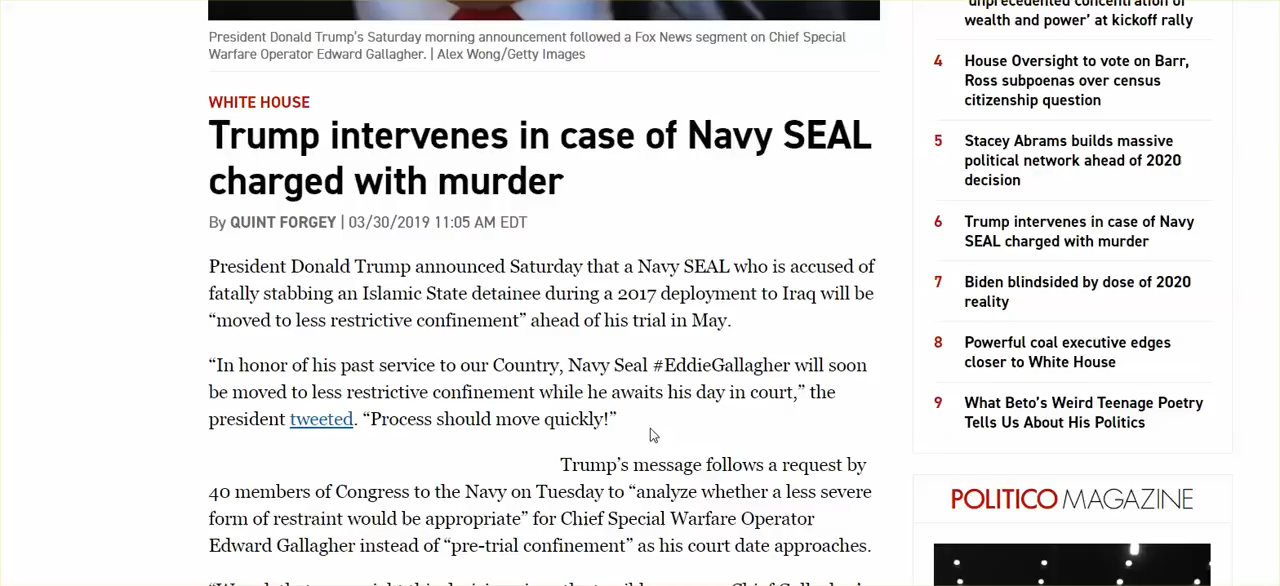 President Donald Trump's Saturday morning announcement followed a Fox News segment on Chief Special
Warfare Operator Edward Gallagher. | Alex Wong/Getty Images
WHITE HOUSE
Trump intervenes in case of Navy SEAL
charged with murder
By QUINT FORGEY | 03/30/2019 11:05 AM EDT
President Donald Trump announced Saturday that a Navy SEAL who is accused of
fatally stabbing an Islamic State detainee during a 2017 deployment to Iraq will be
“moved to less restrictive confinement” ahead of his trial in May.
“In honor of his past service to our Country, Navy Seal #EddieGallagher will soon
be moved to less restrictive confinement while he awaits his day in court,” the
president tweeted. “Process should move quickly!”
Trump’s message follows a request by
40 members of Congress to the Navy on Tuesday to “analyze whether a less severe
form of restraint would be appropriate” for Chief Special Warfare Operator
Edward Gallagher instead of “pre-trial confinement” as his court date approaches.
‘unprecedented concentration of
wealth and power’ at kickoff rally
4 House Oversight to vote on Barr,
Ross subpoenas over census
citizenship question
5 Stacey Abrams builds massive
political network ahead of 2020
decision
6 Trump intervenes in case of Navy
SEAL charged with murder
7 Biden blindsided by dose of 2020
reality
8 Powerful coal executive edges
closer to White House
9 What Beto’s Weird Teenage Poetry
Tells Us About His Politics
POLITICO MAGAZINE